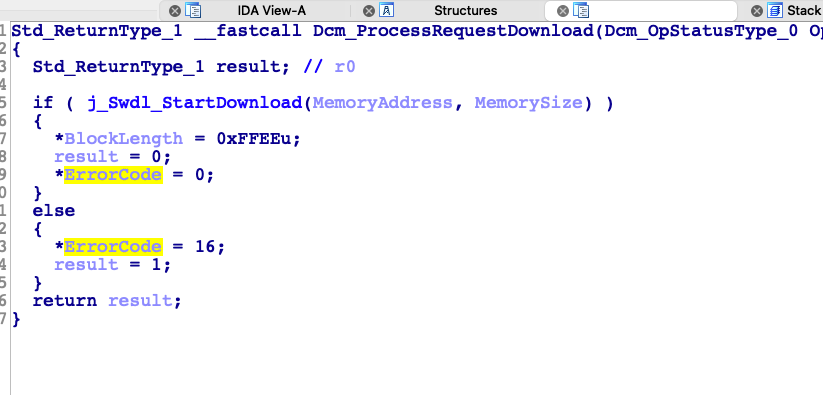 IDA View-A Structures Stack
1 Std_ReturnType_1 __fastcall Dcm_ProcessRequestDownload(Dcm_OpStatusType_0 Op
2 {
3 Std_ReturnType_1 result; // r0
4
5 if ( j_Swdl_StartDownload(MemoryAddress, MemorySize) )
6 {
7 *BlockLength = 0xFFEEu;
8 result = 0;
9 *ErrorCode = 0;
0 }
1 else
2 {
3 *ErrorCode = 16;
4 result = 1;
5 }
6 return result;
7 }